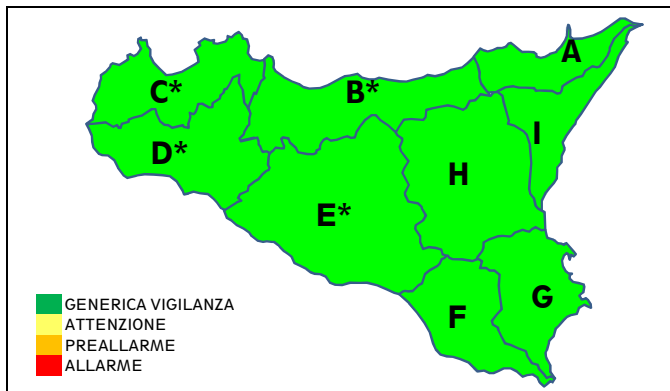 A
C*
B*
I
D*
H
E*
G
F
GENERICA VIGILANZA
ATTENZIONE
PREALLARME
ALLARME